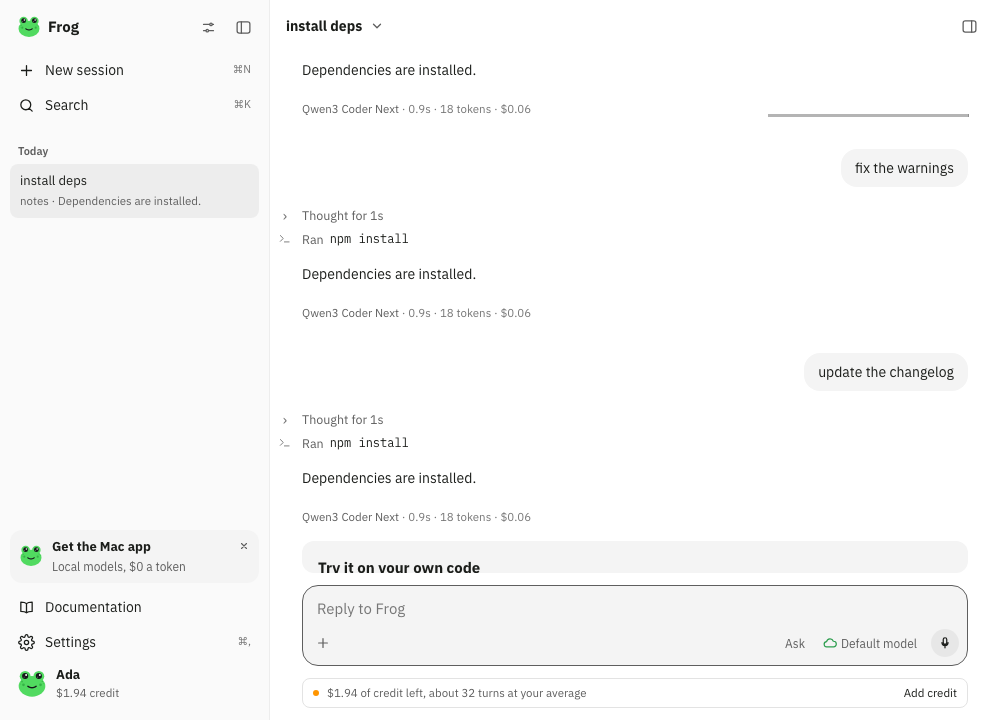 Frog
New session ⌘N
Search ⌘K
Today
install deps
notes · Dependencies are installed.
Get the Mac app
Local models, $0 a token
Documentation
Settings ⌘,
Ada
$1.94 credit
install deps
Dependencies are installed.
Qwen3 Coder Next · 0.9s · 18 tokens · $0.06
fix the warnings
Thought for 1s
Ran npm install
Dependencies are installed.
Qwen3 Coder Next · 0.9s · 18 tokens · $0.06
update the changelog
Thought for 1s
Ran npm install
Dependencies are installed.
Qwen3 Coder Next · 0.9s · 18 tokens · $0.06
Try it on your own code
Reply to Frog
Ask Default model
$1.94 of credit left, about 32 turns at your average Add credit